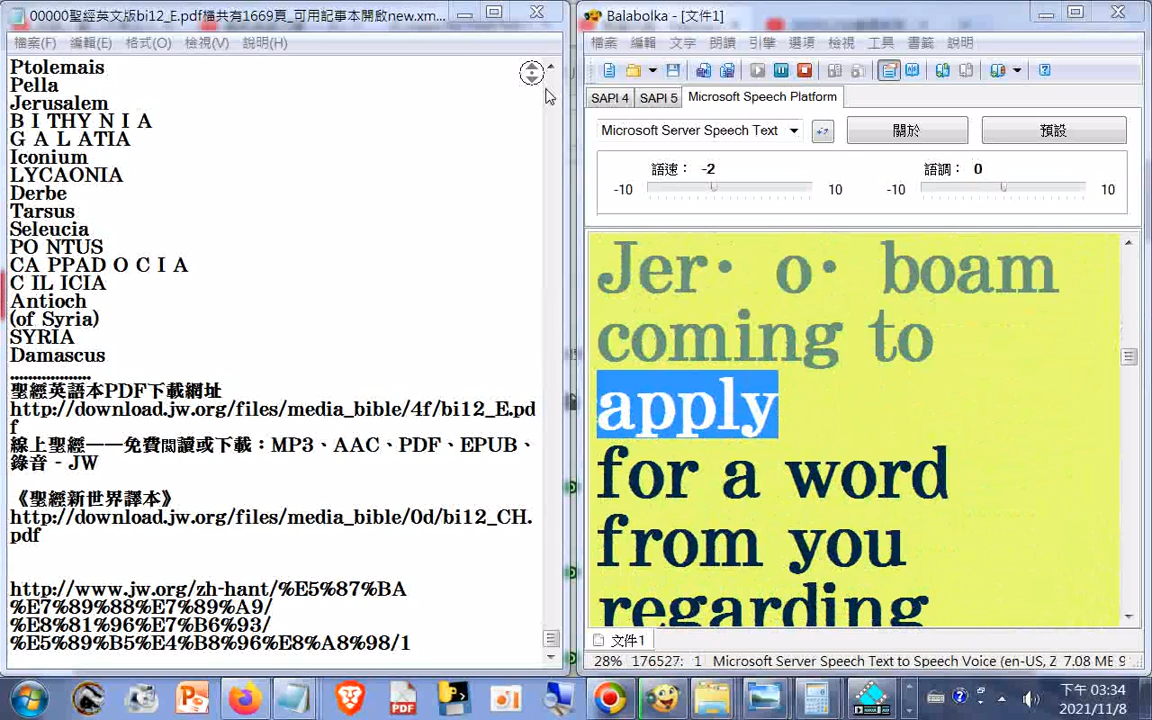 00000聖經英文版bi12_E.pdf檔共有1669頁_可用記事本開啟new.xm...
檔案(F) 編輯(E) 格式(O) 檢視(V) 說明(H)
Ptolemais
Pella
Jerusalem
B I THY N I A
G A L ATIA
Iconium
LYCAONIA
Derbe
Tarsus
Seleucia
PO NTUS
CA PPAD O C I A
C IL ICIA
Antioch
(of Syria)
SYRIA
Damascus
..................
聖經英語本PDF下載網址
http://download.jw.org/files/media_bible/4f/bi12_E.pd
f
線上聖經——免費閱讀或下載：MP3、AAC、PDF、EPUB、
錄音 - JW
《聖經新世界譯本》
http://download.jw.org/files/media_bible/0d/bi12_CH.
pdf
http://www.jw.org/zh-hant/%E5%87%BA
%E7%89%88%E7%89%A9/
%E8%81%96%E7%B6%93/
%E5%89%B5%E4%B8%96%E8%A8%98/1
Balabolka - [文件1]
檔案 編輯 文字 朗讀 引擎 選項 檢視 工具 書籤 說明
SAPI 4 SAPI 5 Microsoft Speech Platform
Microsoft Server Speech Text 關於 預設
語速： -2 語調： 0
-10 10 -10 10
Jer· o· boam
coming to
apply
for a word
from you
regarding
文件1
28% 176527: 1 Microsoft Server Speech Text to Speech Voice (en-US, Z 7.08 MB 9
PDF
下午 03:34
2021/11/8